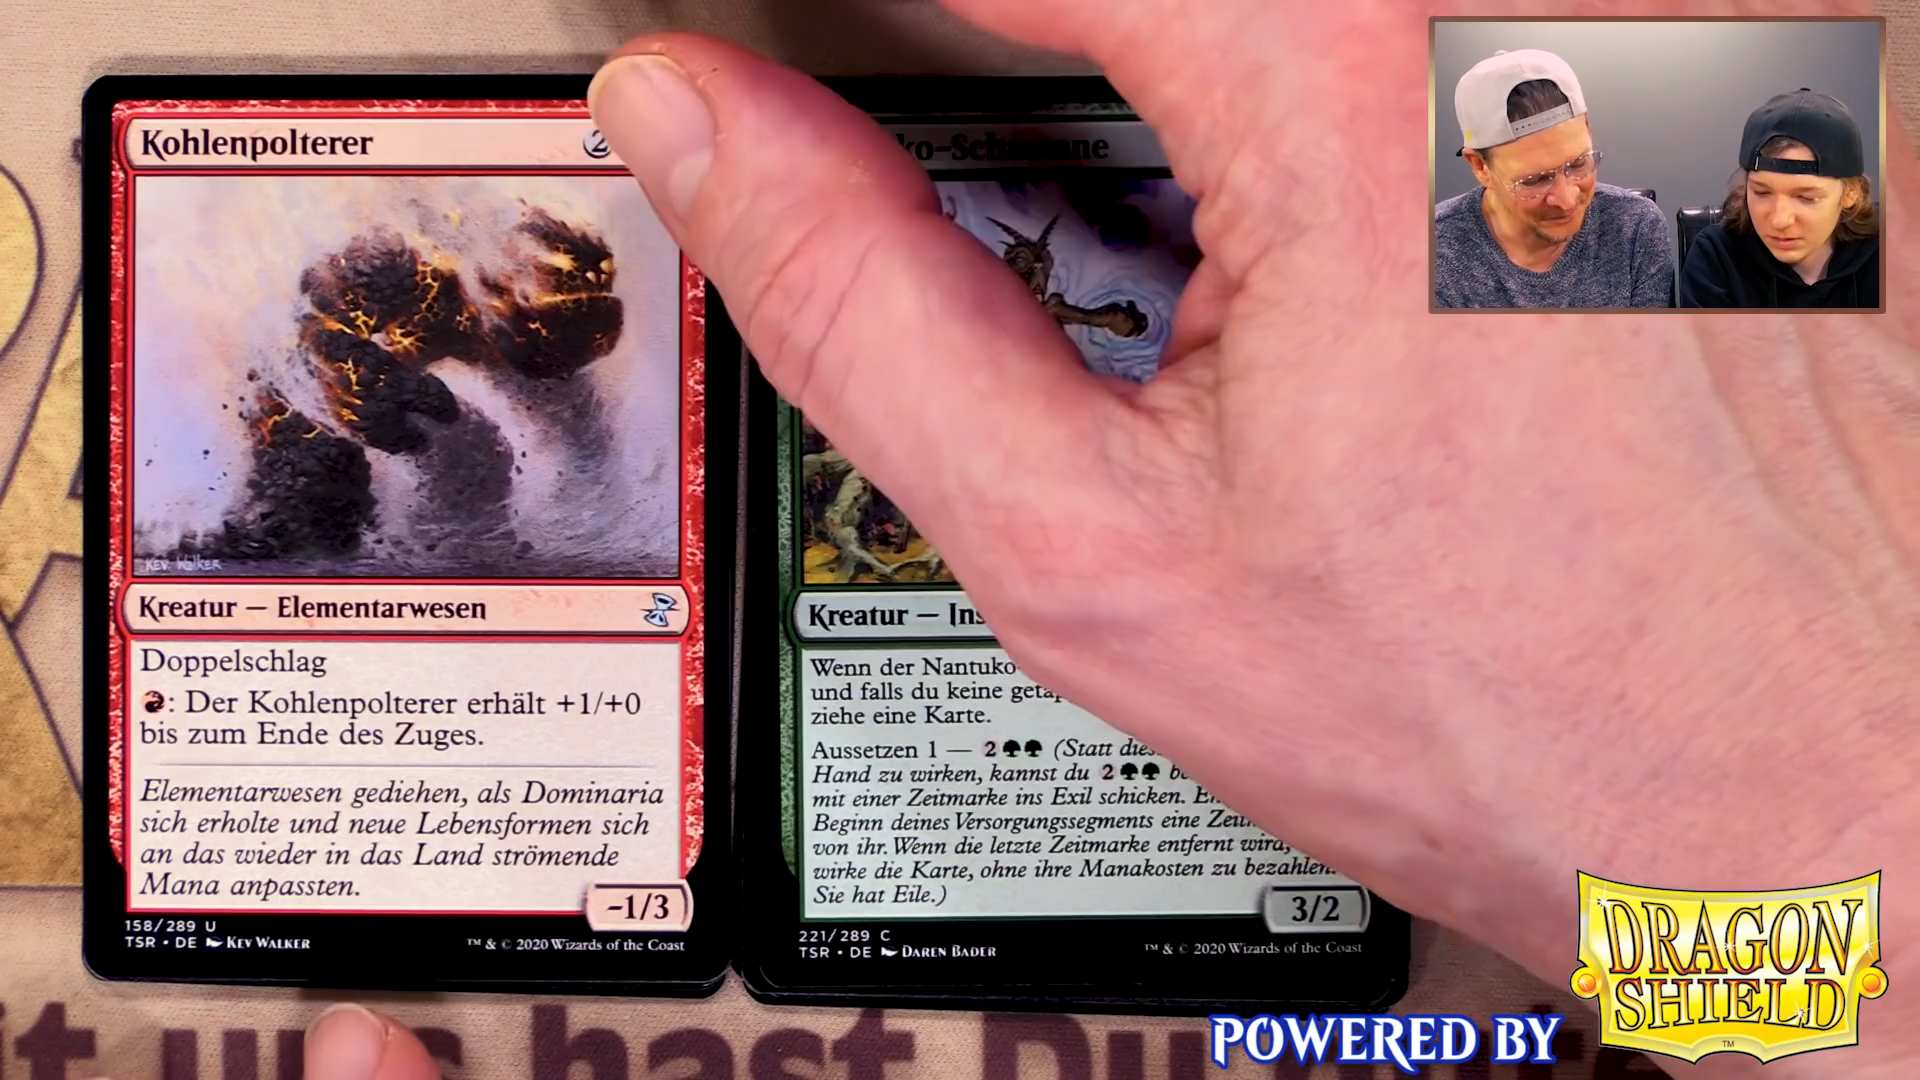 Kohlenpolterer 2
KEV WALKER
Kreatur — Elementarwesen
Doppelschlag
: Der Kohlenpolterer erhält +1/+0
bis zum Ende des Zuges.
Elementarwesen gediehen, als Dominaria
sich erholte und neue Lebensformen sich
an das wieder in das Land strömende
Mana anpassten.
-1/3
158/289 U
TSR • DE KEV WALKER
™ & © 2020 Wizards of the Coast
Kreatur —
Wenn der Nantuko-
und falls du keine
ziehe eine Karte.
Aussetzen 1 — 2 (Statt
Hand zu wirken, kannst du 2
mit einer Zeitmarke ins Exil schicken.
Beginn deines Versorgungssegments eine
von ihr. Wenn die letzte Zeitmarke entfernt wird,
wirke die Karte, ohne ihre Manakosten zu bezahlen.
Sie hat Eile.)
3/2
221/289 C
TSR • DE DAREN BADER
™ & © 2020 Wizards of the Coast
hast
POWERED BY
DRAGON
SHIELD
TM